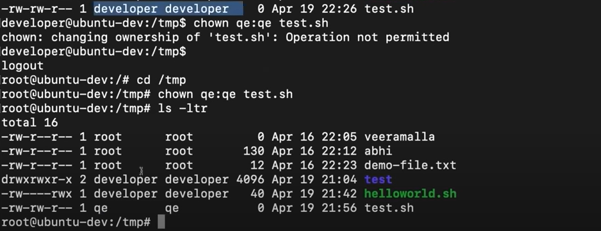 -rw-rw-r-- 1 developer developer 0 Apr 19 22:26 test.sh
developer@ubuntu-dev:/tmp$ chown qe:qe test.sh
chown: changing ownership of 'test.sh': Operation not permitted
developer@ubuntu-dev:/tmp$
logout
root@ubuntu-dev:/# cd /tmp
root@ubuntu-dev:/tmp# chown qe:qe test.sh
root@ubuntu-dev:/tmp# ls -ltr
total 16
-rw-r--r-- 1 root root 0 Apr 16 22:05 veeramalla
-rw-r--r-- 1 root root 130 Apr 16 22:12 abhi
-rw-r--r-- 1 root root 12 Apr 16 22:23 demo-file.txt
drwxrwxr-x 2 developer developer 4096 Apr 19 21:04 test
-rw----rwx 1 developer developer 40 Apr 19 21:42 helloworld.sh
-rw-rw-r-- 1 qe qe 0 Apr 19 21:56 test.sh
root@ubuntu-dev:/tmp#